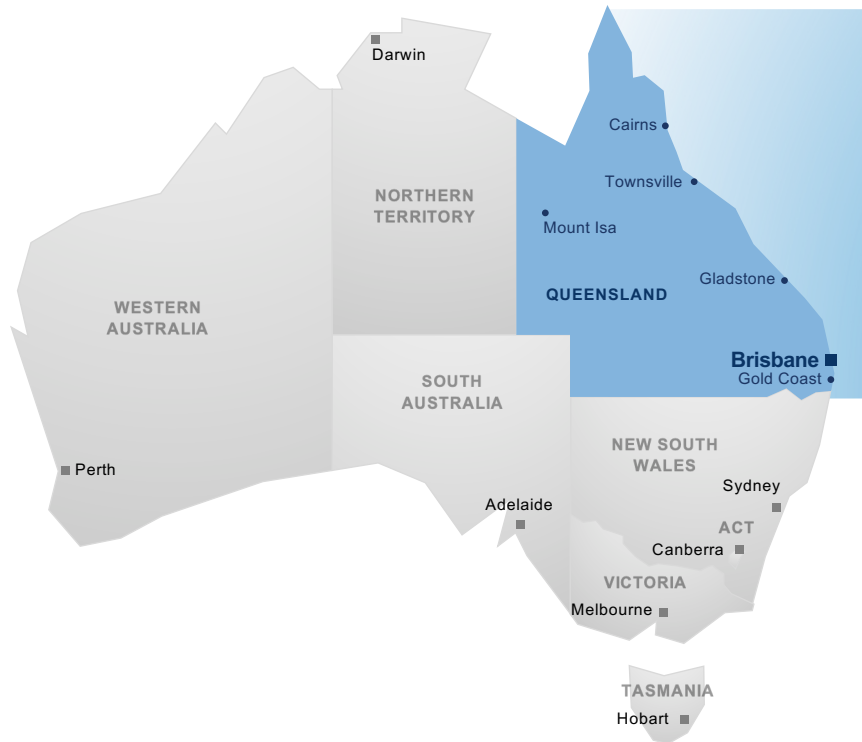 Darwin
Cairns
Townsville
NORTHERN
TERRITORY
Mount Isa
Gladstone
QUEENSLAND
WESTERN
AUSTRALIA
Brisbane
Gold Coast
SOUTH
AUSTRALIA
NEW SOUTH
WALES
Perth
Sydney
Adelaide
ACT
Canberra
VICTORIA
Melbourne
TASMANIA
Hobart